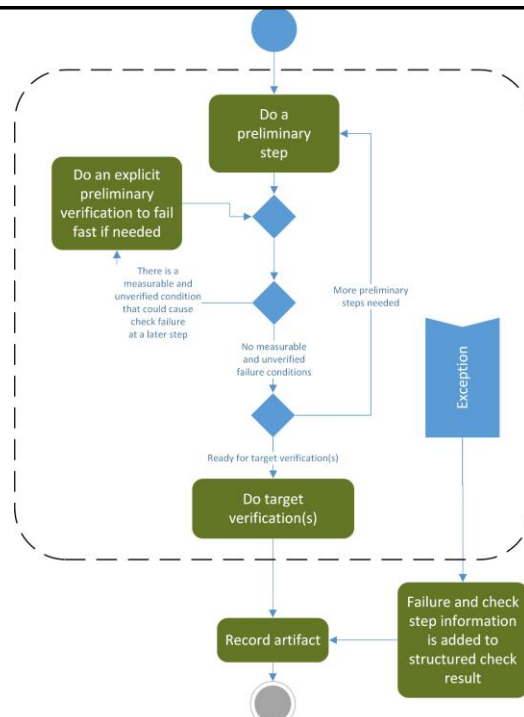 Do a
preliminary
step
Do an explicit
preliminary
verification to fail
fast if needed
There is a
measurable and
unverified condition
that could cause
check failure
at a later step
More preliminary
steps needed
No measurable
and unverified
failure conditions
Exception
Ready for target verification(s)
Do target
verification(s)
Failure and check
step information
is added to
structured check
result
Record artifact